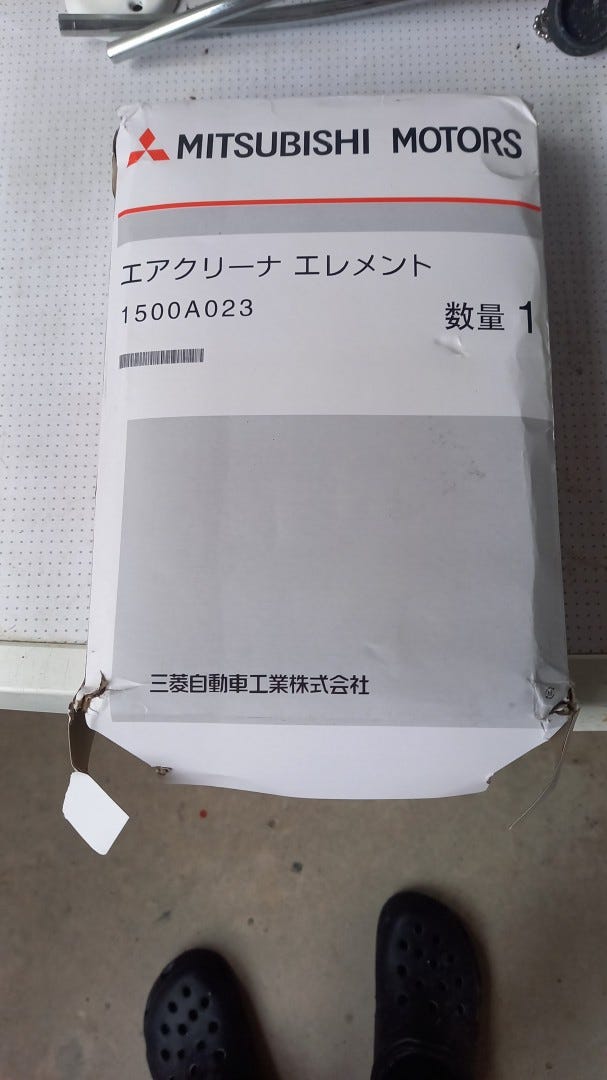 MITSUBISHI MOTORS
エアクリーナ エレメント
1500A023
数量 1
三菱自動車工業株式会社